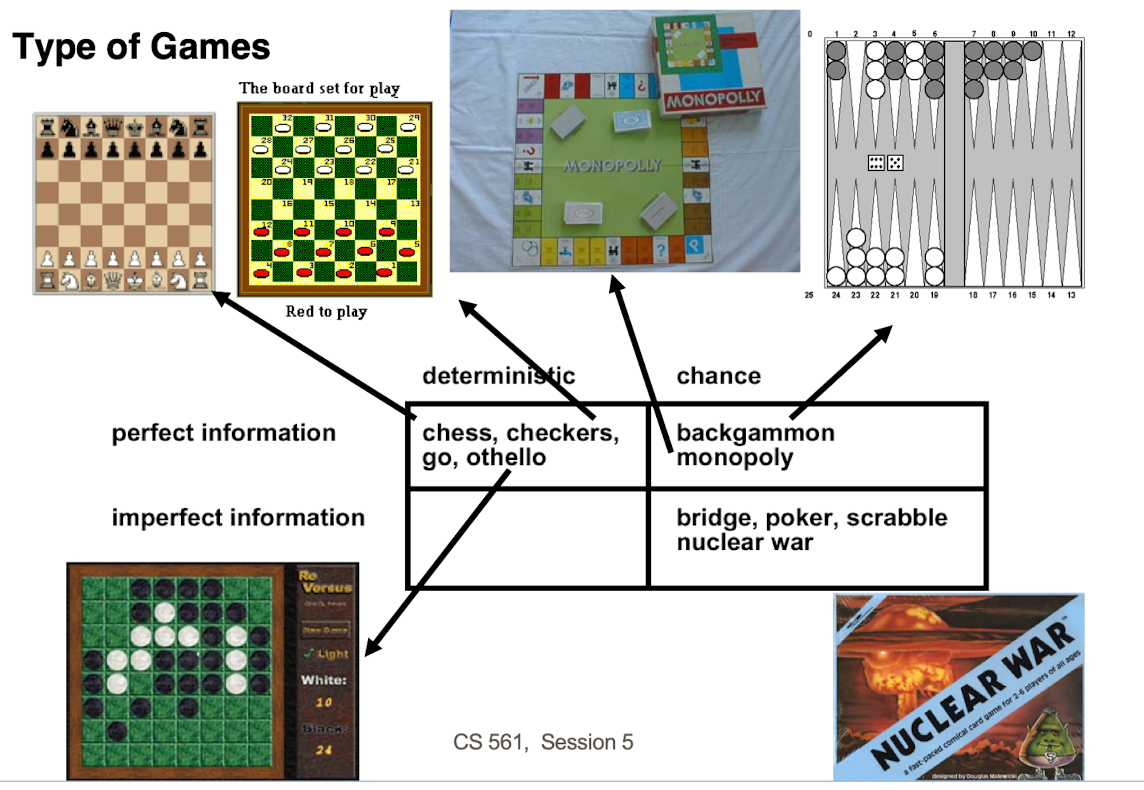 Type of Games
The board set for play
32 31 30 29
28 27 26 25
24 23 22 21
20 19 18 17
16 15 14 13
12 11 10 9
8 7 6 5
4 3 2 1
Red to play
MONOPOLLY
MONOPOLLY
0 1 2 3 4 5 6 7 8 9 10 11 12
25 24 23 22 21 20 19 18 17 16 15 14 13
deterministic chance
perfect information
chess, checkers,
go, othello
backgammon
monopoly
imperfect information
bridge, poker, scrabble
nuclear war
Re
Versus
New Game
Light
White:
10
Black:
24
NUCLEAR WAR™
a fast-paced comical card game for 2-6 players of all ages
designed by Douglas Malewicki
CS 561, Session 5